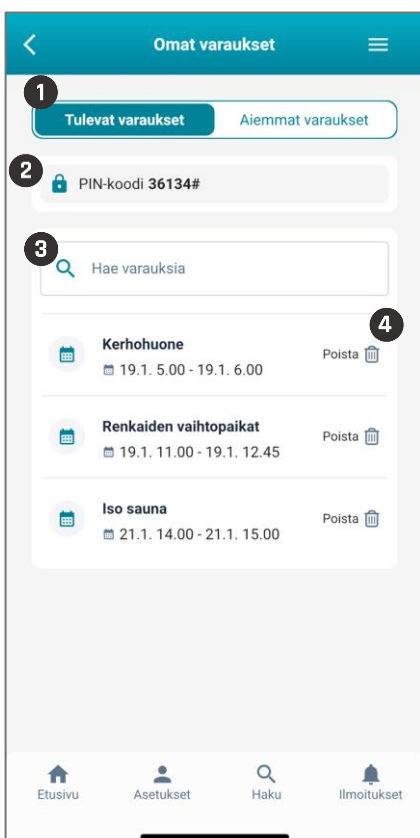 Omat varaukset
1
Tulevat varaukset Aiemmat varaukset
2
PIN-koodi 36134#
3
Hae varauksia
4
Kerhohuone
19.1. 5.00 - 19.1. 6.00
Poista
Renkaiden vaihtopaikat
19.1. 11.00 - 19.1. 12.45
Poista
Iso sauna
21.1. 14.00 - 21.1. 15.00
Poista
Etusivu Asetukset Haku Ilmoitukset